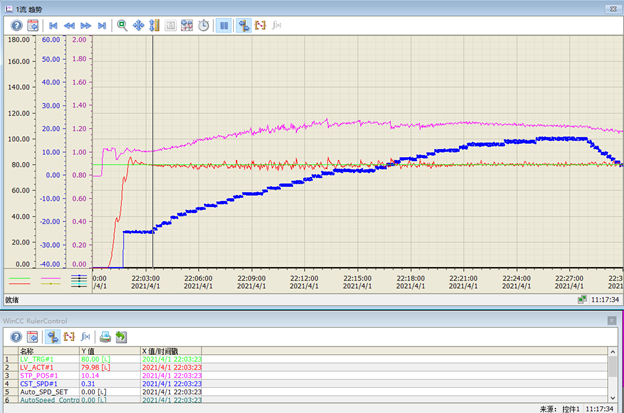 1流 趋势
180.00 60.00 2.00
160.00 50.00 1.80
140.00 40.00 1.60
30.00 1.40
120.00 20.00 1.20
100.00 10.00 1.00
80.00 0.00 0.80
60.00 -10.00 0.60
40.00 -20.00 0.40
20.00 -30.00 0.20
0.00 -40.00 0.00
0:00 22:03:00 22:06:00 22:09:00 22:12:00 22:15:00 22:18:00 22:21:00 22:24:00 22:27:00 22:3
/4/1 2021/4/1 2021/4/1 2021/4/1 2021/4/1 2021/4/1 2021/4/1 2021/4/1 2021/4/1 2021/4/1 2021
就绪 11:17:34
WinCC RulerControl
名称 Y 值 X 值/时间戳
1 LV_TRG#1 80.00 [L] 2021/4/1 22:03:23
2 LV_ACT#1 79.98 [L] 2021/4/1 22:03:23
3 STP_POS#1 10.14 2021/4/1 22:03:23
4 CST_SPD#1 0.31 2021/4/1 22:03:23
5 Auto_SPD_SET 0.00 [L] 2021/4/1 22:03:23
6 AutoSpeed_Contro 0.00 [L] 2021/4/1 22:03:23
来源: 控件1 11:17:34